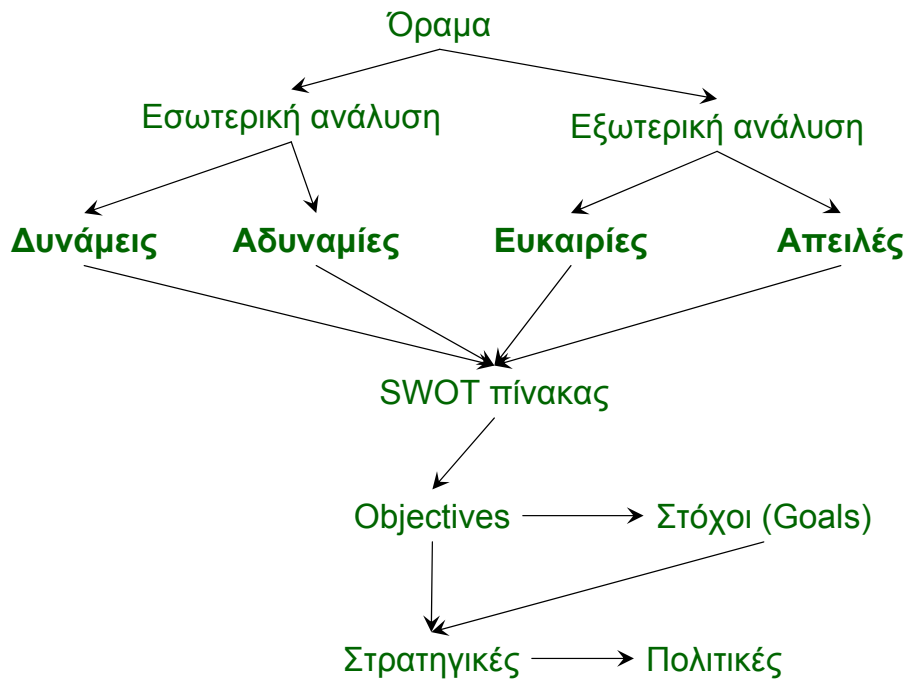 Όραμα
Εσωτερική ανάλυση
Εξωτερική ανάλυση
Δυνάμεις
Αδυναμίες
Ευκαιρίες
Απειλές
SWOT πίνακας
Objectives
Στόχοι (Goals)
Στρατηγικές
Πολιτικές